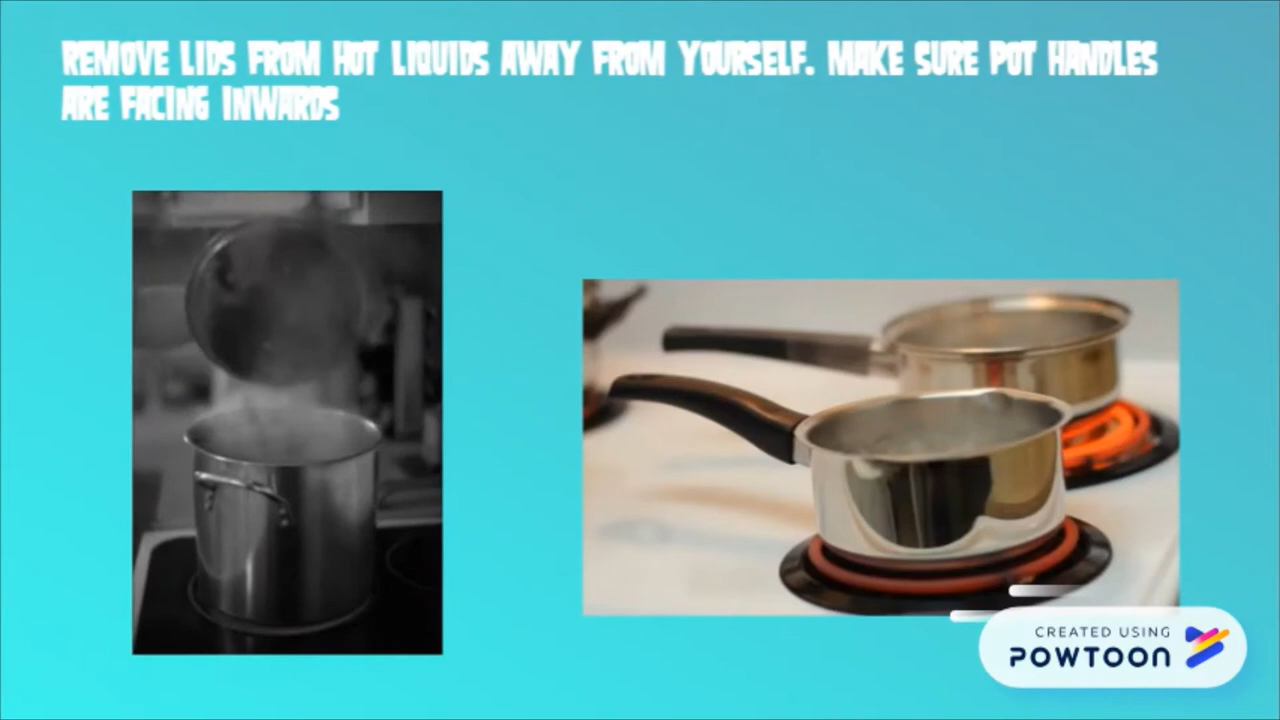 REMOVE LIDS FROM HOT LIQUIDS AWAY FROM YOURSELF. MAKE SURE POT HANDLES
ARE FACING INWARDS
CREATED USING
POWTOON